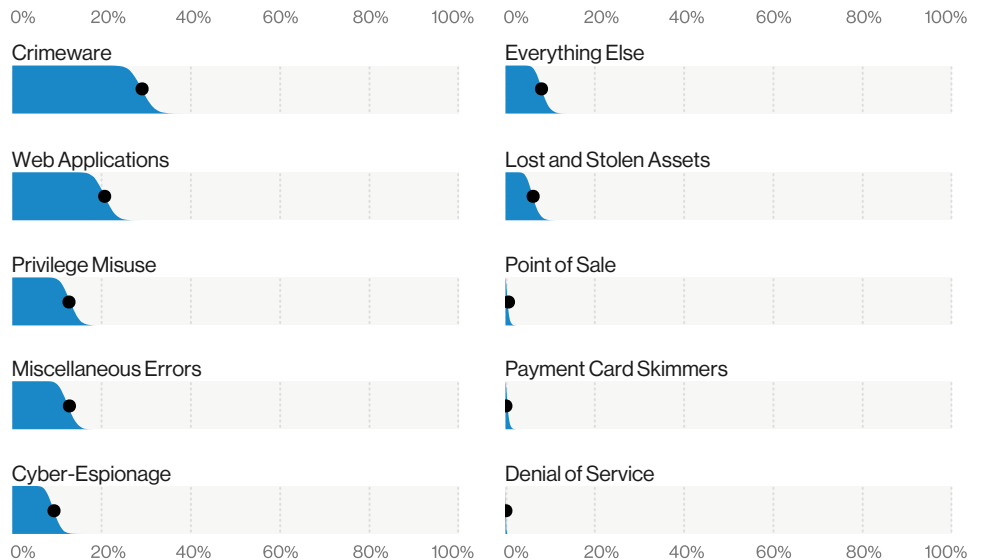 0% 20% 40% 60% 80% 100%
Crimeware
Web Applications
Privilege Misuse
Miscellaneous Errors
Cyber-Espionage
0% 20% 40% 60% 80% 100%
0% 20% 40% 60% 80% 100%
Everything Else
Lost and Stolen Assets
Point of Sale
Payment Card Skimmers
Denial of Service
0% 20% 40% 60% 80% 100%